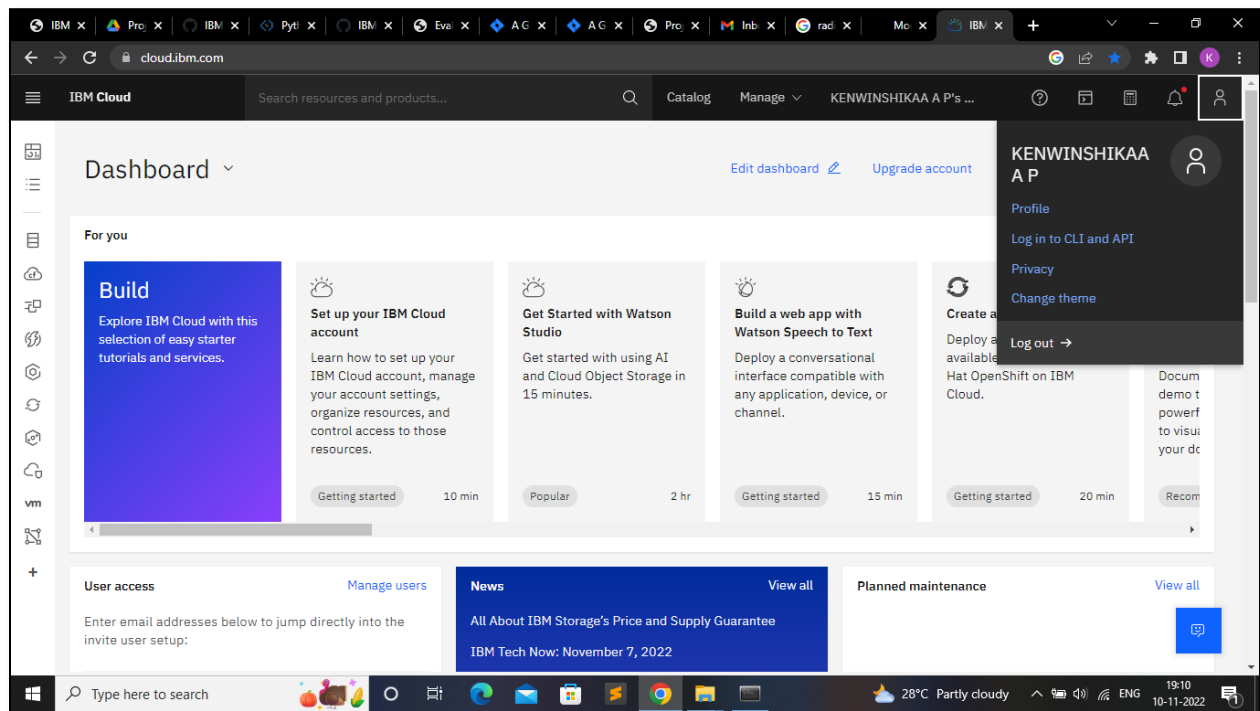 IBM
Proj
IBM
Pyth
IBM
Eval
A G
A G
Proj
Inb
radi
Mo
IBM
cloud.ibm.com
K
IBM Cloud
Search resources and products...
Catalog
Manage
KENWINSHIKAA A P's ...
Dashboard
Edit dashboard
Upgrade account
KENWINSHIKAA
A P
Profile
Log in to CLI and API
Privacy
Change theme
Log out →
For you
Build
Explore IBM Cloud with this
selection of easy starter
tutorials and services.
Set up your IBM Cloud
account
Learn how to set up your
IBM Cloud account, manage
your account settings,
organize resources, and
control access to those
resources.
Getting started
10 min
Get Started with Watson
Studio
Get started with using AI
and Cloud Object Storage in
15 minutes.
Popular
2 hr
Build a web app with
Watson Speech to Text
Deploy a conversational
interface compatible with
any application, device, or
channel.
Getting started
15 min
Create a
Deploy a
available
Hat OpenShift on IBM
Cloud.
Getting started
20 min
Docum
demo t
powerf
to visua
your do
Recom
vm
User access
Manage users
Enter email addresses below to jump directly into the
invite user setup:
News
View all
All About IBM Storage's Price and Supply Guarantee
IBM Tech Now: November 7, 2022
Planned maintenance
View all
Type here to search
28°C Partly cloudy
ENG
19:10
10-11-2022
1